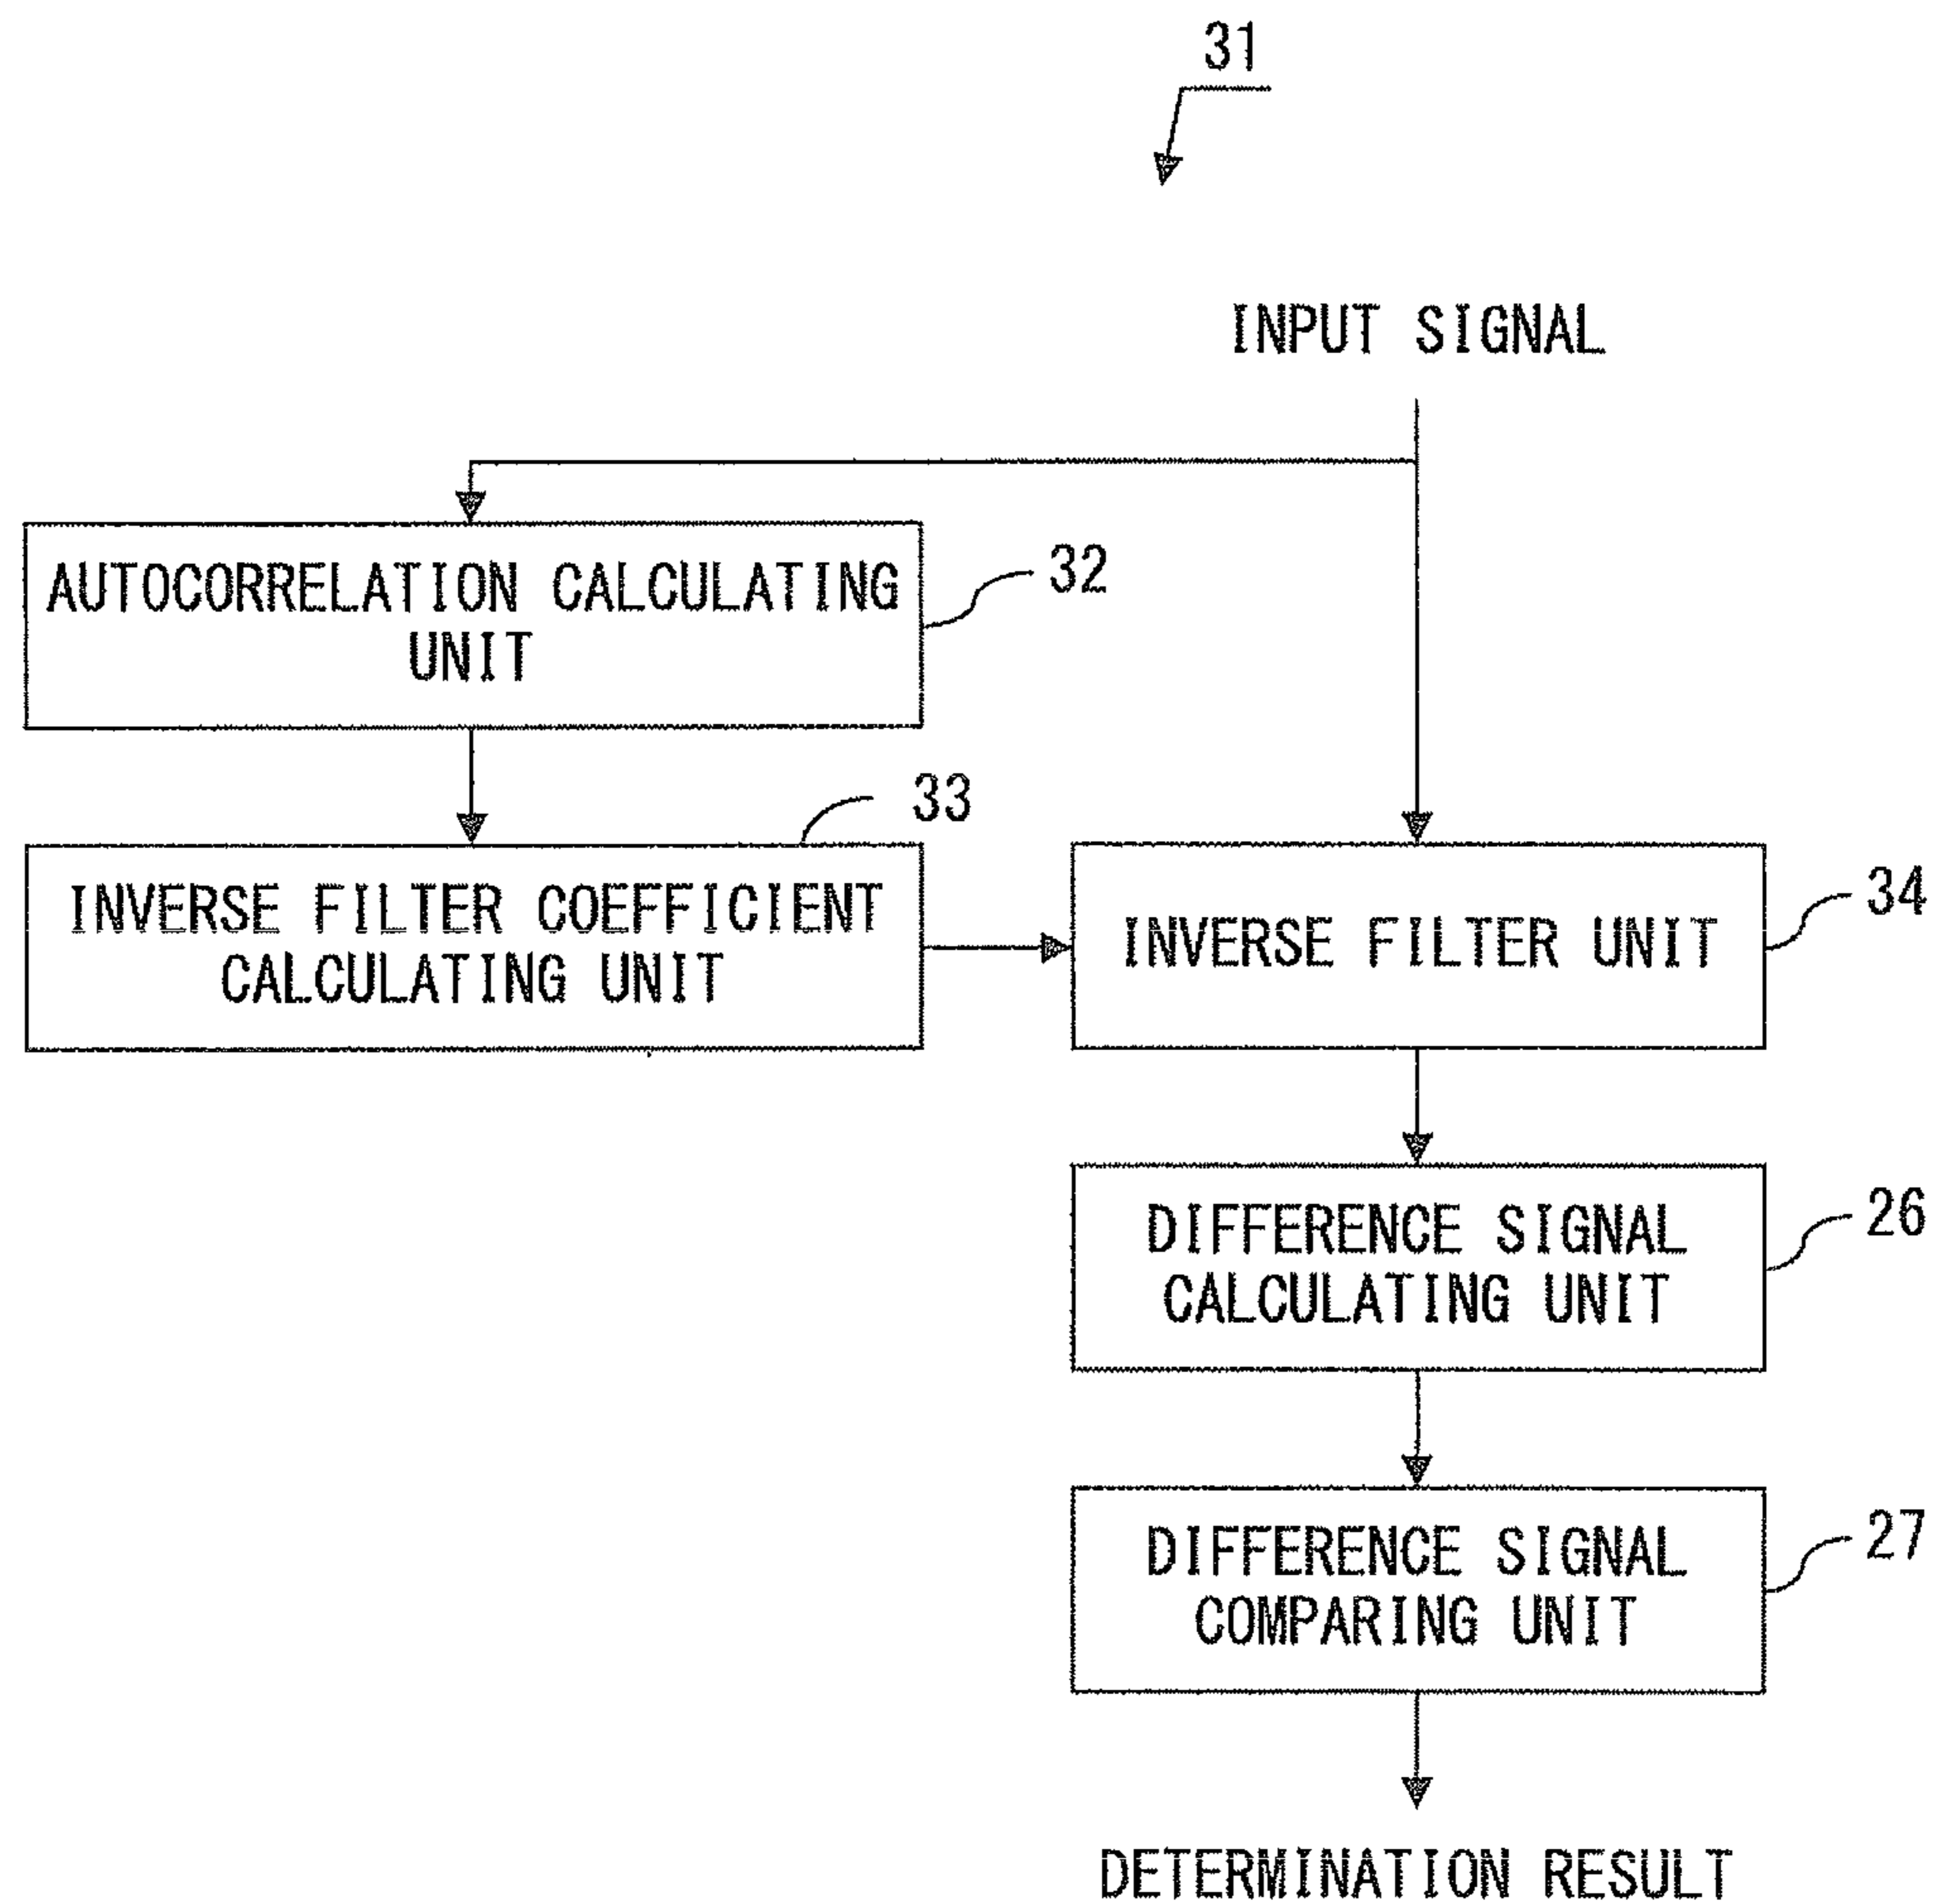 31
INPUT SIGNAL
AUTOCORRELATION CALCULATING
UNIT
32
INVERSE FILTER COEFFICIENT
CALCULATING UNIT
33
INVERSE FILTER UNIT
34
DIFFERENCE SIGNAL
CALCULATING UNIT
26
DIFFERENCE SIGNAL
COMPARING UNIT
27
DETERMINATION RESULT